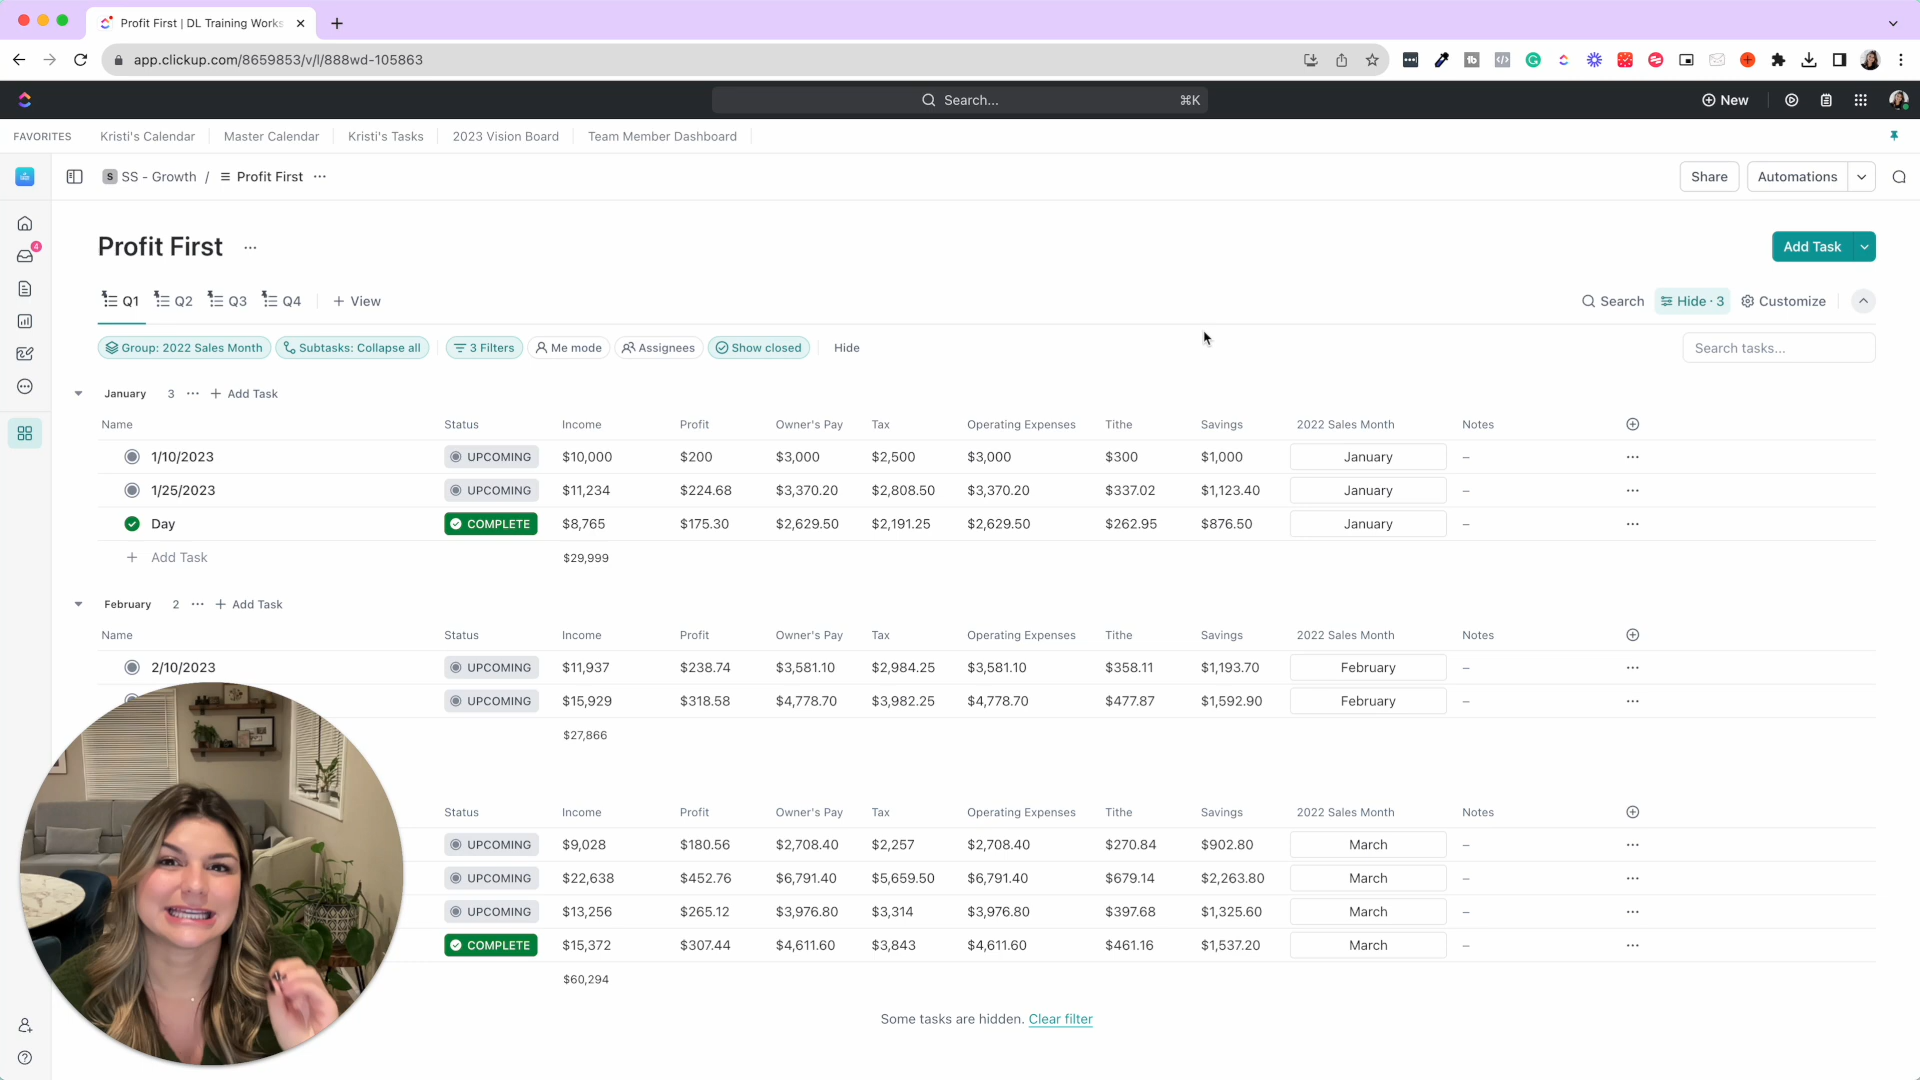 Profit First | DL Training Works
app.clickup.com/8659853/v/l/888wd-105863
Search... ⌘K New
FAVORITES Kristi's Calendar Master Calendar Kristi's Tasks 2023 Vision Board Team Member Dashboard
S SS - Growth / Profit First ... Share Automations
4
Profit First ... Add Task
Q1 Q2 Q3 Q4 + View Search Hide · 3 Customize
Group: 2022 Sales Month Subtasks: Collapse all 3 Filters Me mode Assignees Show closed Hide Search tasks...
January 3 ... + Add Task
Name Status Income Profit Owner's Pay Tax Operating Expenses Tithe Savings 2022 Sales Month Notes
1/10/2023 UPCOMING $10,000 $200 $3,000 $2,500 $3,000 $300 $1,000 January – ...
1/25/2023 UPCOMING $11,234 $224.68 $3,370.20 $2,808.50 $3,370.20 $337.02 $1,123.40 January – ...
Day COMPLETE $8,765 $175.30 $2,629.50 $2,191.25 $2,629.50 $262.95 $876.50 January – ...
+ Add Task $29,999
February 2 ... + Add Task
Name Status Income Profit Owner's Pay Tax Operating Expenses Tithe Savings 2022 Sales Month Notes
2/10/2023 UPCOMING $11,937 $238.74 $3,581.10 $2,984.25 $3,581.10 $358.11 $1,193.70 February – ...
UPCOMING $15,929 $318.58 $4,778.70 $3,982.25 $4,778.70 $477.87 $1,592.90 February – ...
$27,866
Status Income Profit Owner's Pay Tax Operating Expenses Tithe Savings 2022 Sales Month Notes
UPCOMING $9,028 $180.56 $2,708.40 $2,257 $2,708.40 $270.84 $902.80 March – ...
UPCOMING $22,638 $452.76 $6,791.40 $5,659.50 $6,791.40 $679.14 $2,263.80 March – ...
UPCOMING $13,256 $265.12 $3,976.80 $3,314 $3,976.80 $397.68 $1,325.60 March – ...
COMPLETE $15,372 $307.44 $4,611.60 $3,843 $4,611.60 $461.16 $1,537.20 March – ...
$60,294
Some tasks are hidden. Clear filter